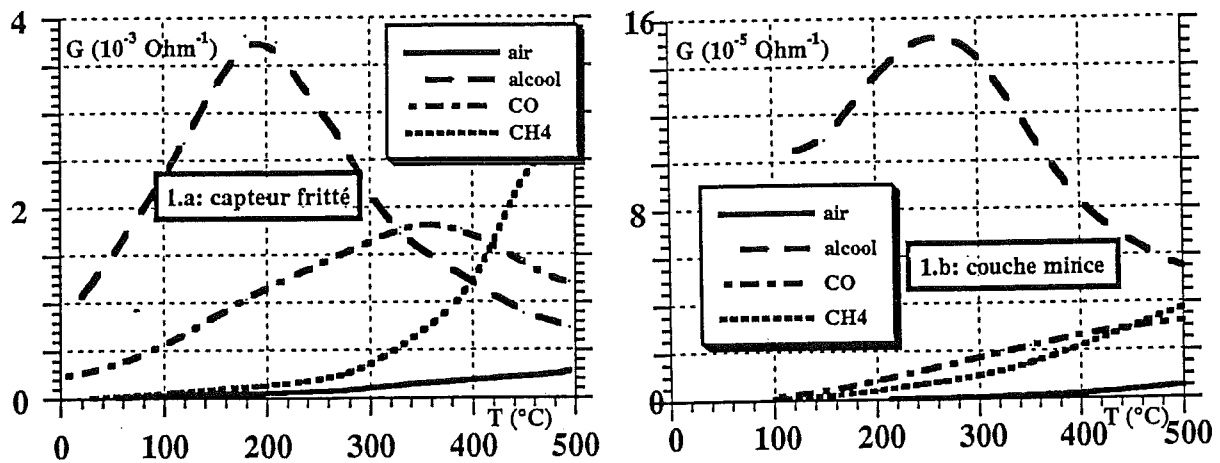 4
G (10⁻³ Ohm⁻¹)
air
alcool
CO
CH4
1.a: capteur fritté
2
0
T (°C)
0
100
200
300
400
500
16
G (10⁻⁵ Ohm⁻¹)
8
air
alcool
CO
CH4
1.b: couche mince
0
T (°C)
0
100
200
300
400
500